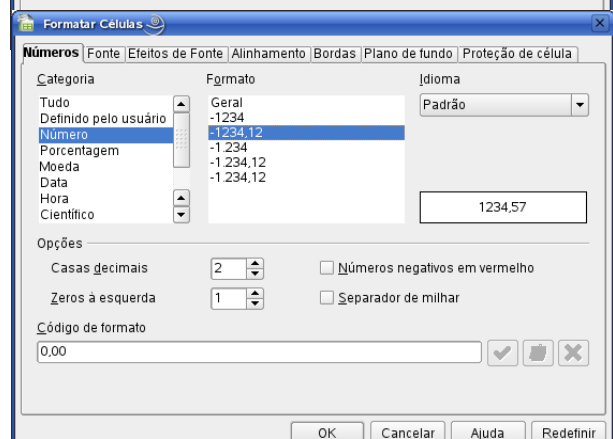 Formatar Células
Números Fonte Efeitos de Fonte Alinhamento Bordas Plano de fundo Proteção de célula
Categoria
Tudo
Definido pelo usuário
Número
Porcentagem
Moeda
Data
Hora
Científico
Formato
Geral
-1234
-1234,12
-1.234
-1.234,12
-1.234,12
Idioma
Padrão
1234,57
Opções
Casas decimais 2
Números negativos em vermelho
Zeros à esquerda 1
Separador de milhar
Código de formato
0,00
OK Cancelar Ajuda Redefinir